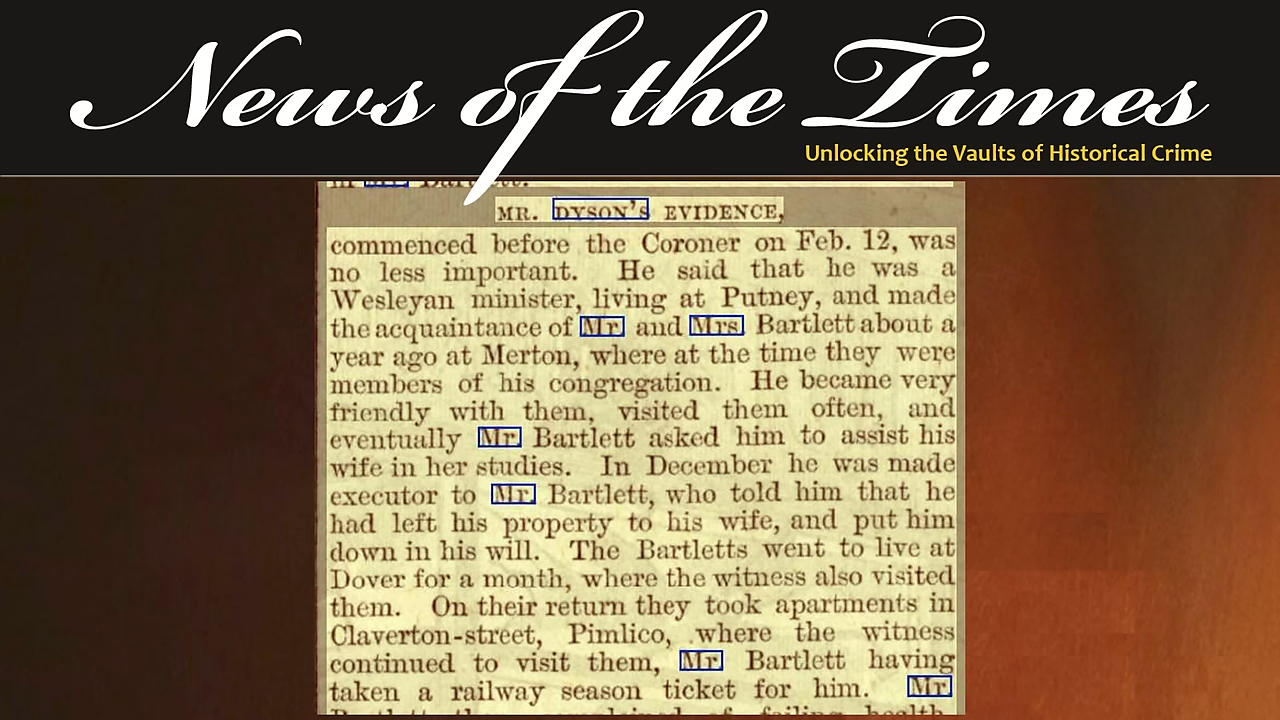 News of the Times
Unlocking the Vaults of Historical Crime
in Mr. Bartlett.
MR. DYSON'S EVIDENCE,
commenced before the Coroner on Feb. 12, was
no less important. He said that he was a
Wesleyan minister, living at Putney, and made
the acquaintance of Mr. and Mrs. Bartlett about a
year ago at Merton, where at the time they were
members of his congregation. He became very
friendly with them, visited them often, and
eventually Mr. Bartlett asked him to assist his
wife in her studies. In December he was made
executor to Mr. Bartlett, who told him that he
had left his property to his wife, and put him
down in his will. The Bartletts went to live at
Dover for a month, where the witness also visited
them. On their return they took apartments in
Claverton-street, Pimlico, where the witness
continued to visit them, Mr. Bartlett having
taken a railway season ticket for him. Mr.
of failing health